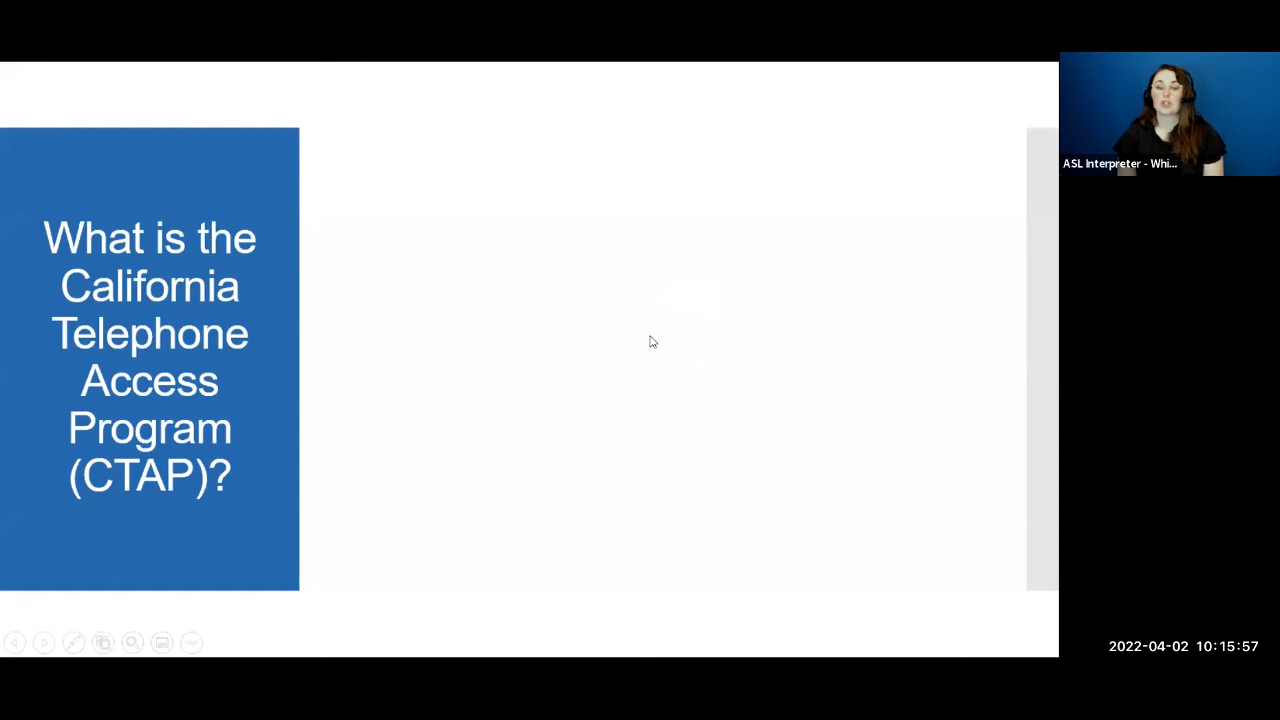 What is the
California
Telephone
Access
Program
(CTAP)?
ASL Interpreter - Whi...
2022-04-02 10:15:57